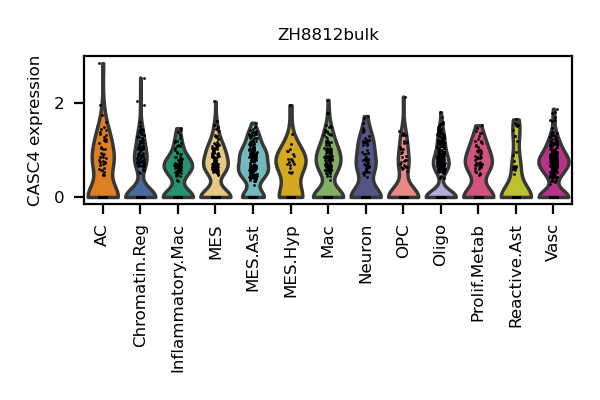 ZH8812bulk
CASC4 expression
2
0
AC
Chromatin.Reg
Inflammatory.Mac
MES
MES.Ast
MES.Hyp
Mac
Neuron
OPC
Oligo
Prolif.Metab
Reactive.Ast
Vasc